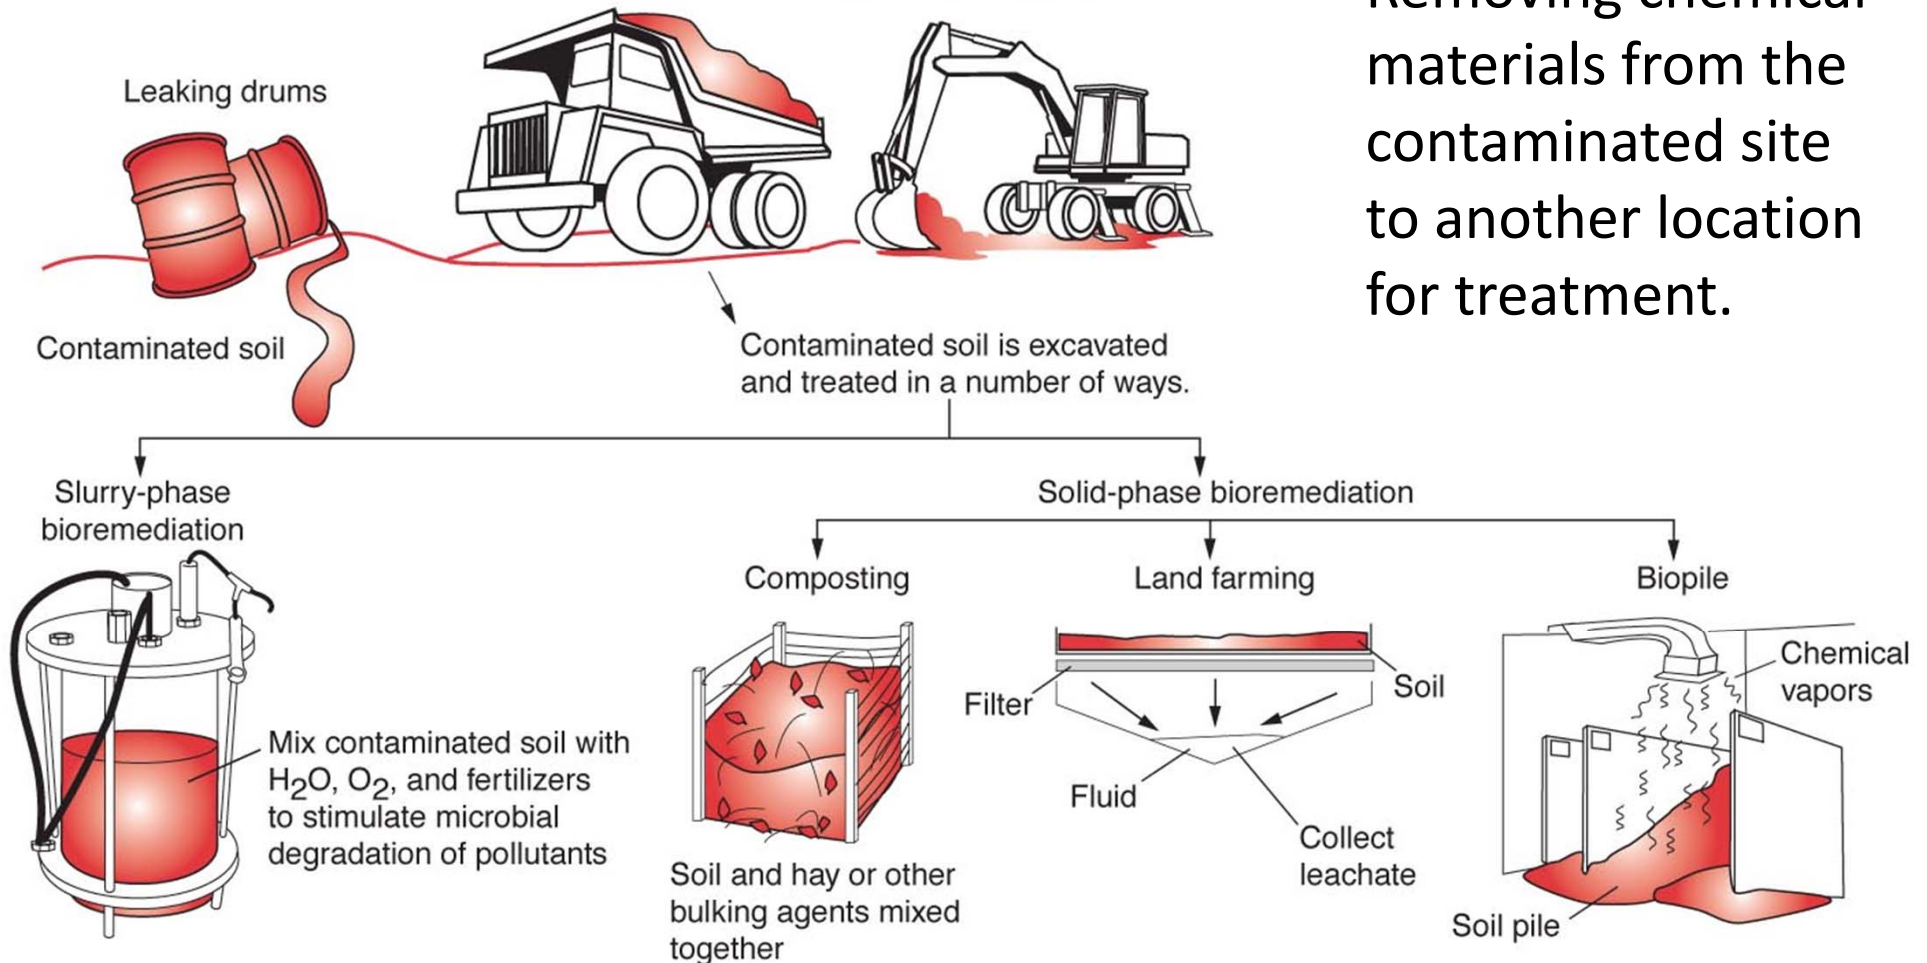 Removing chemical
materials from the
contaminated site
to another location
for treatment.
Leaking drums
Contaminated soil
Contaminated soil is excavated
and treated in a number of ways.
Slurry-phase
bioremediation
Solid-phase bioremediation
Composting
Land farming
Biopile
Mix contaminated soil with
H₂O, O₂, and fertilizers
to stimulate microbial
degradation of pollutants
Soil and hay or other
bulking agents mixed
together
Filter
Soil
Fluid
Collect
leachate
Chemical
vapors
Soil pile